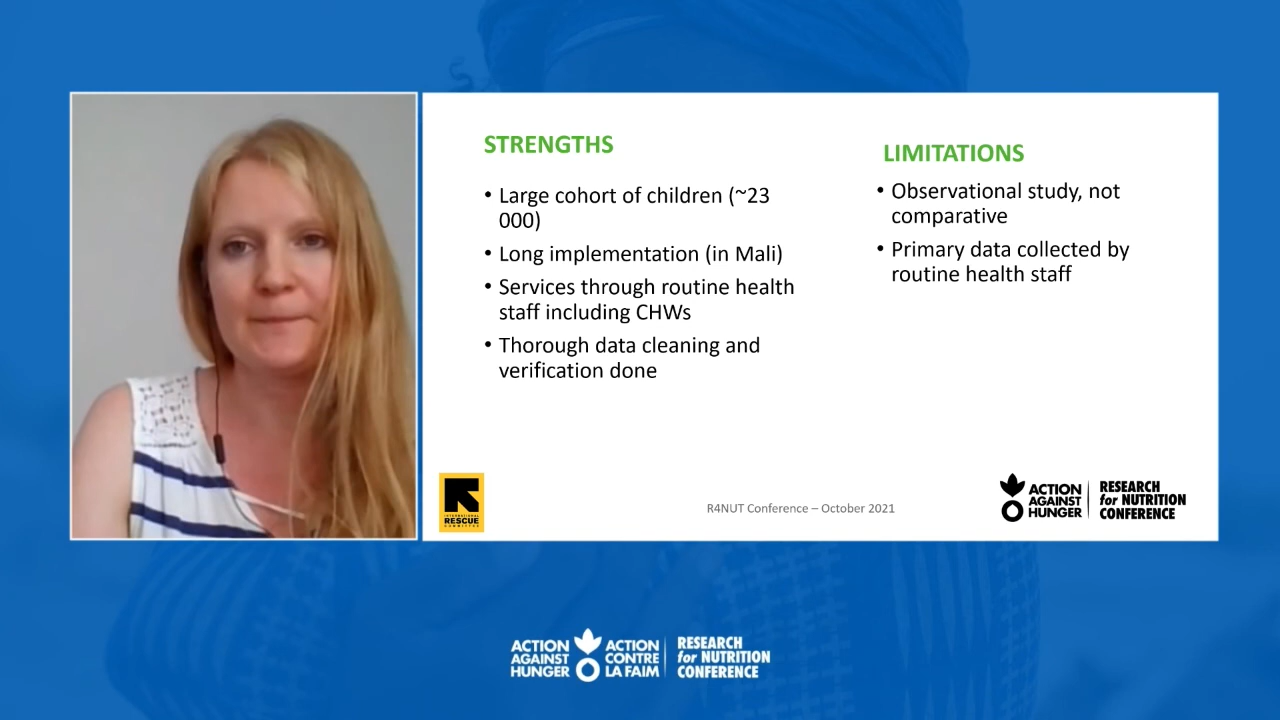 STRENGTHS
• Large cohort of children (~23
000)
• Long implementation (in Mali)
• Services through routine health
staff including CHWs
• Thorough data cleaning and
verification done
LIMITATIONS
• Observational study, not
comparative
• Primary data collected by
routine health staff
INTERNATIONAL
RESCUE
COMMITTEE
R4NUT Conference – October 2021
ACTION
AGAINST
HUNGER
RESEARCH
for NUTRITION
CONFERENCE
ACTION
AGAINST
HUNGER
ACTION
CONTRE
LA FAIM
RESEARCH
for NUTRITION
CONFERENCE